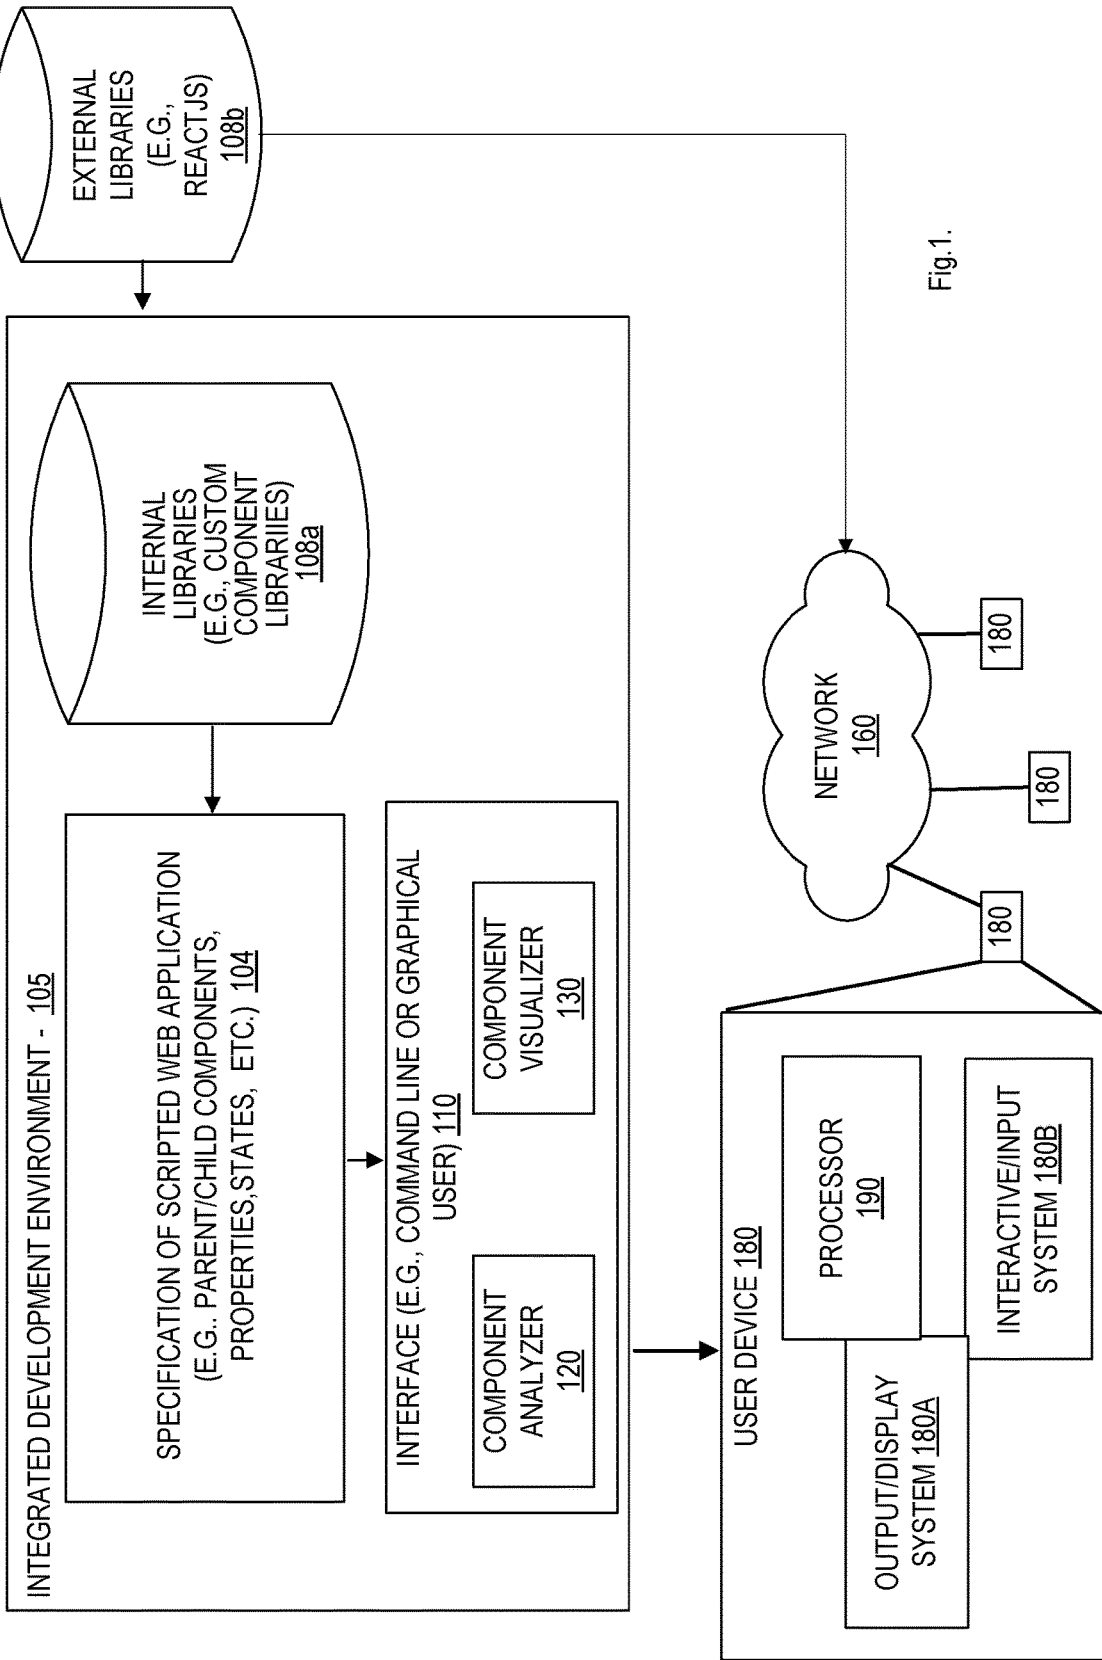 INTEGRATED DEVELOPMENT ENVIRONMENT - 105
SPECIFICATION OF SCRIPTED WEB APPLICATION
(E.G.. PARENT/CHILD COMPONENTS,
PROPERTIES,STATES, ETC.) 104
INTERNAL
LIBRARIES
(E.G., CUSTOM
COMPONENT
LIBRARIIES)
108a
EXTERNAL
LIBRARIES
(E.G.,
REACTJS)
108b
INTERFACE (E.G., COMMAND LINE OR GRAPHICAL
USER) 110
COMPONENT
ANALYZER
120
COMPONENT
VISUALIZER
130
USER DEVICE 180
PROCESSOR
190
OUTPUT/DISPLAY
SYSTEM 180A
INTERACTIVE/INPUT
SYSTEM 180B
NETWORK
160
180
180
180
Fig.1.